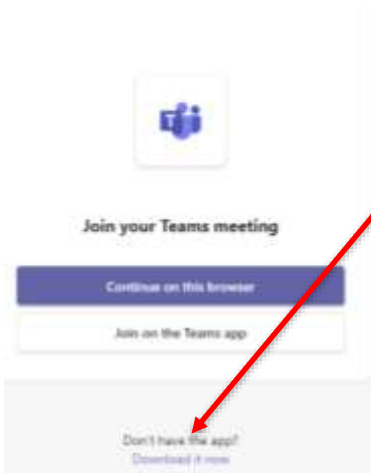 Join your Teams meeting
Continue on this browser
Join on the Teams app
Don't have the app?
Download it now